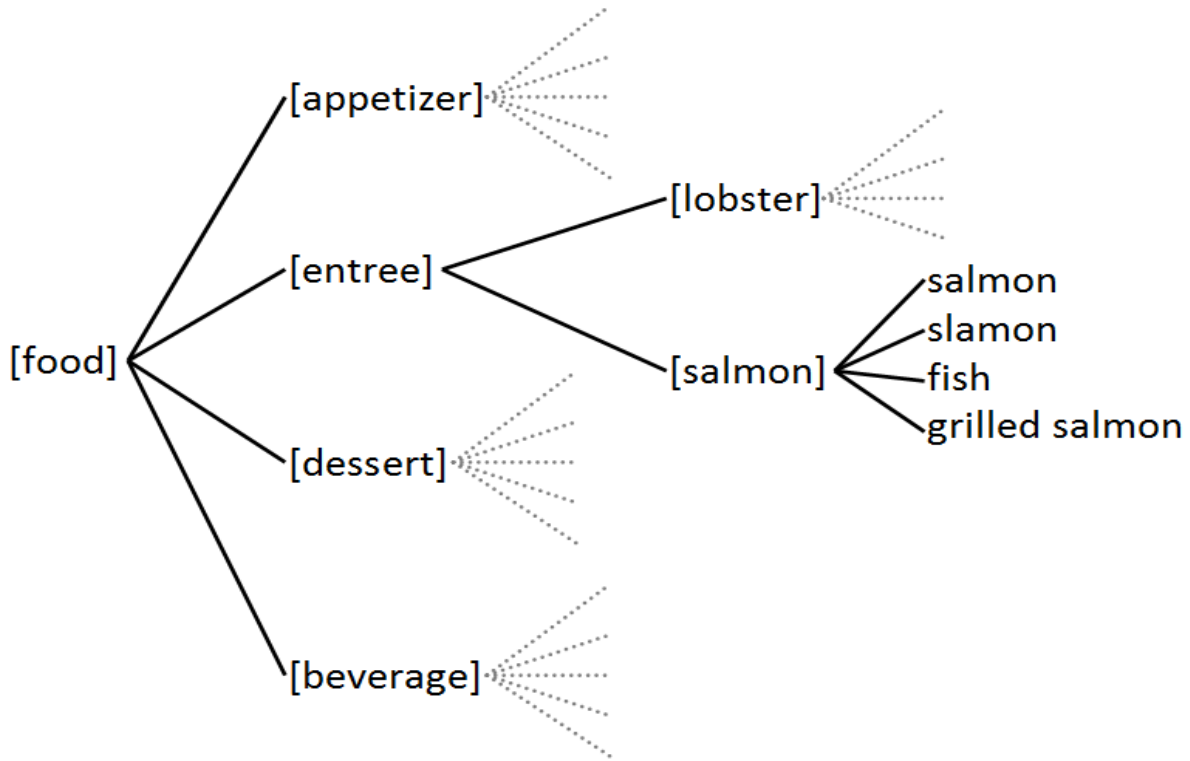 [appetizer]
[lobster]
[entree]
salmon
slamon
[food]
[salmon]
fish
grilled salmon
[dessert]
[beverage]